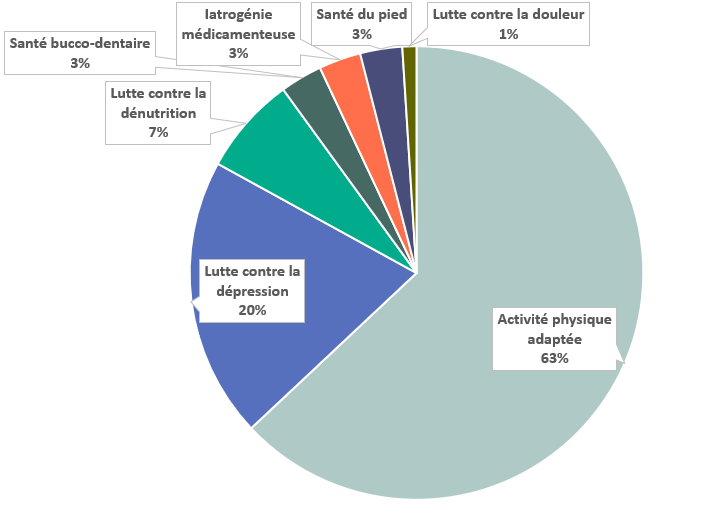 Iatrogénie
médicamenteuse
3%
Santé du pied
3%
Lutte contre la douleur
1%
Santé bucco-dentaire
3%
Lutte contre la
dénutrition
7%
Lutte contre la
dépression
20%
Activité physique
adaptée
63%